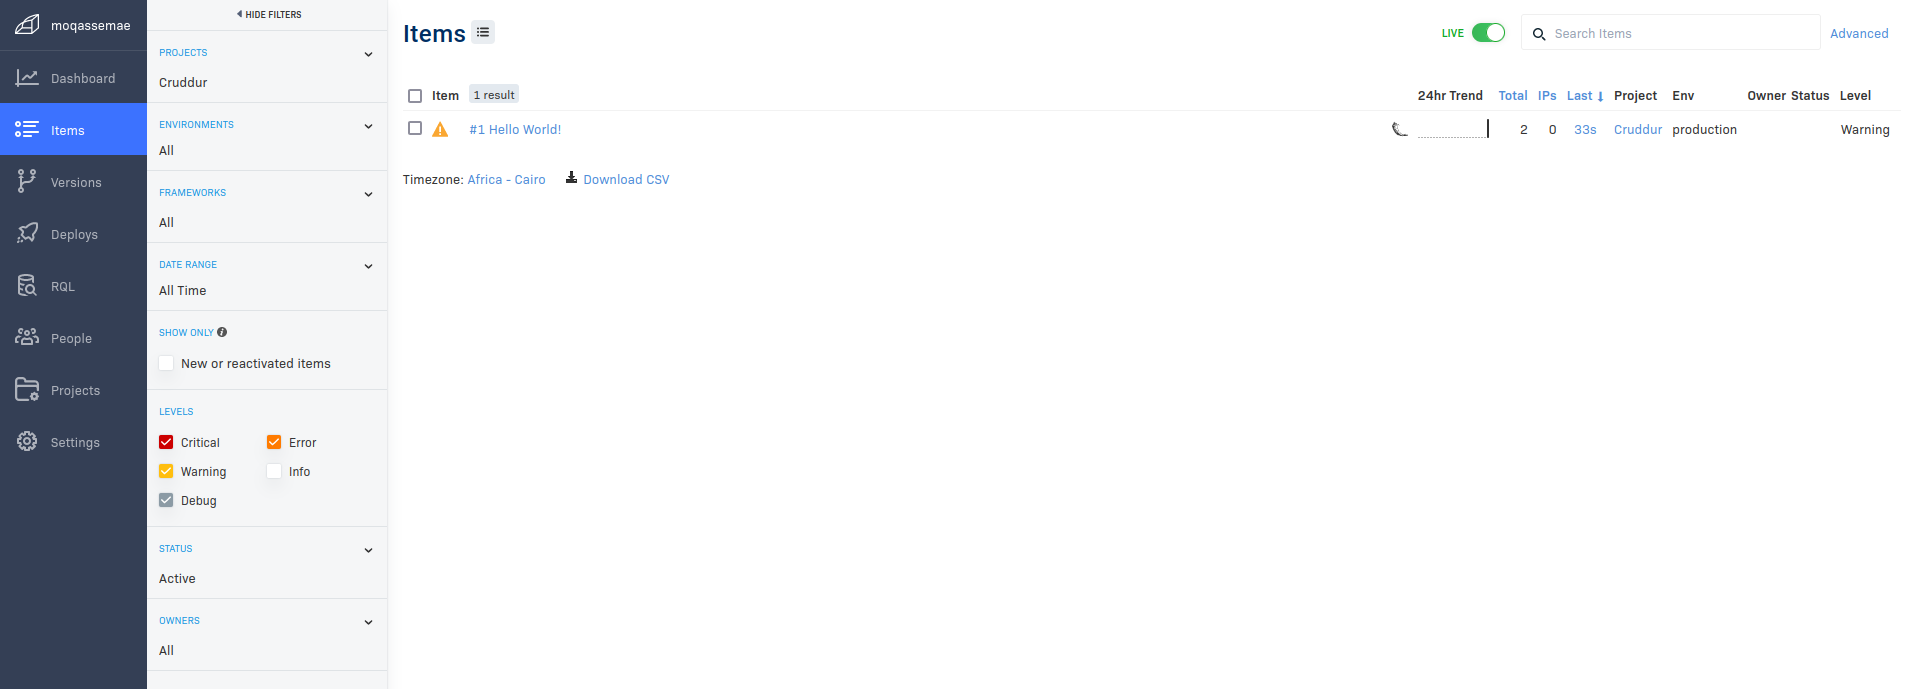 moqassemae
Dashboard
Items
Versions
Deploys
RQL
People
Projects
Settings
HIDE FILTERS
PROJECTS
Cruddur
ENVIRONMENTS
All
FRAMEWORKS
All
DATE RANGE
All Time
SHOW ONLY
New or reactivated items
LEVELS
Critical Error
Warning Info
Debug
STATUS
Active
OWNERS
All
Items
LIVE Search Items Advanced
Item 1 result 24hr Trend Total IPs Last Project Env Owner Status Level
#1 Hello World! 2 0 33s Cruddur production Warning
Timezone: Africa - Cairo Download CSV